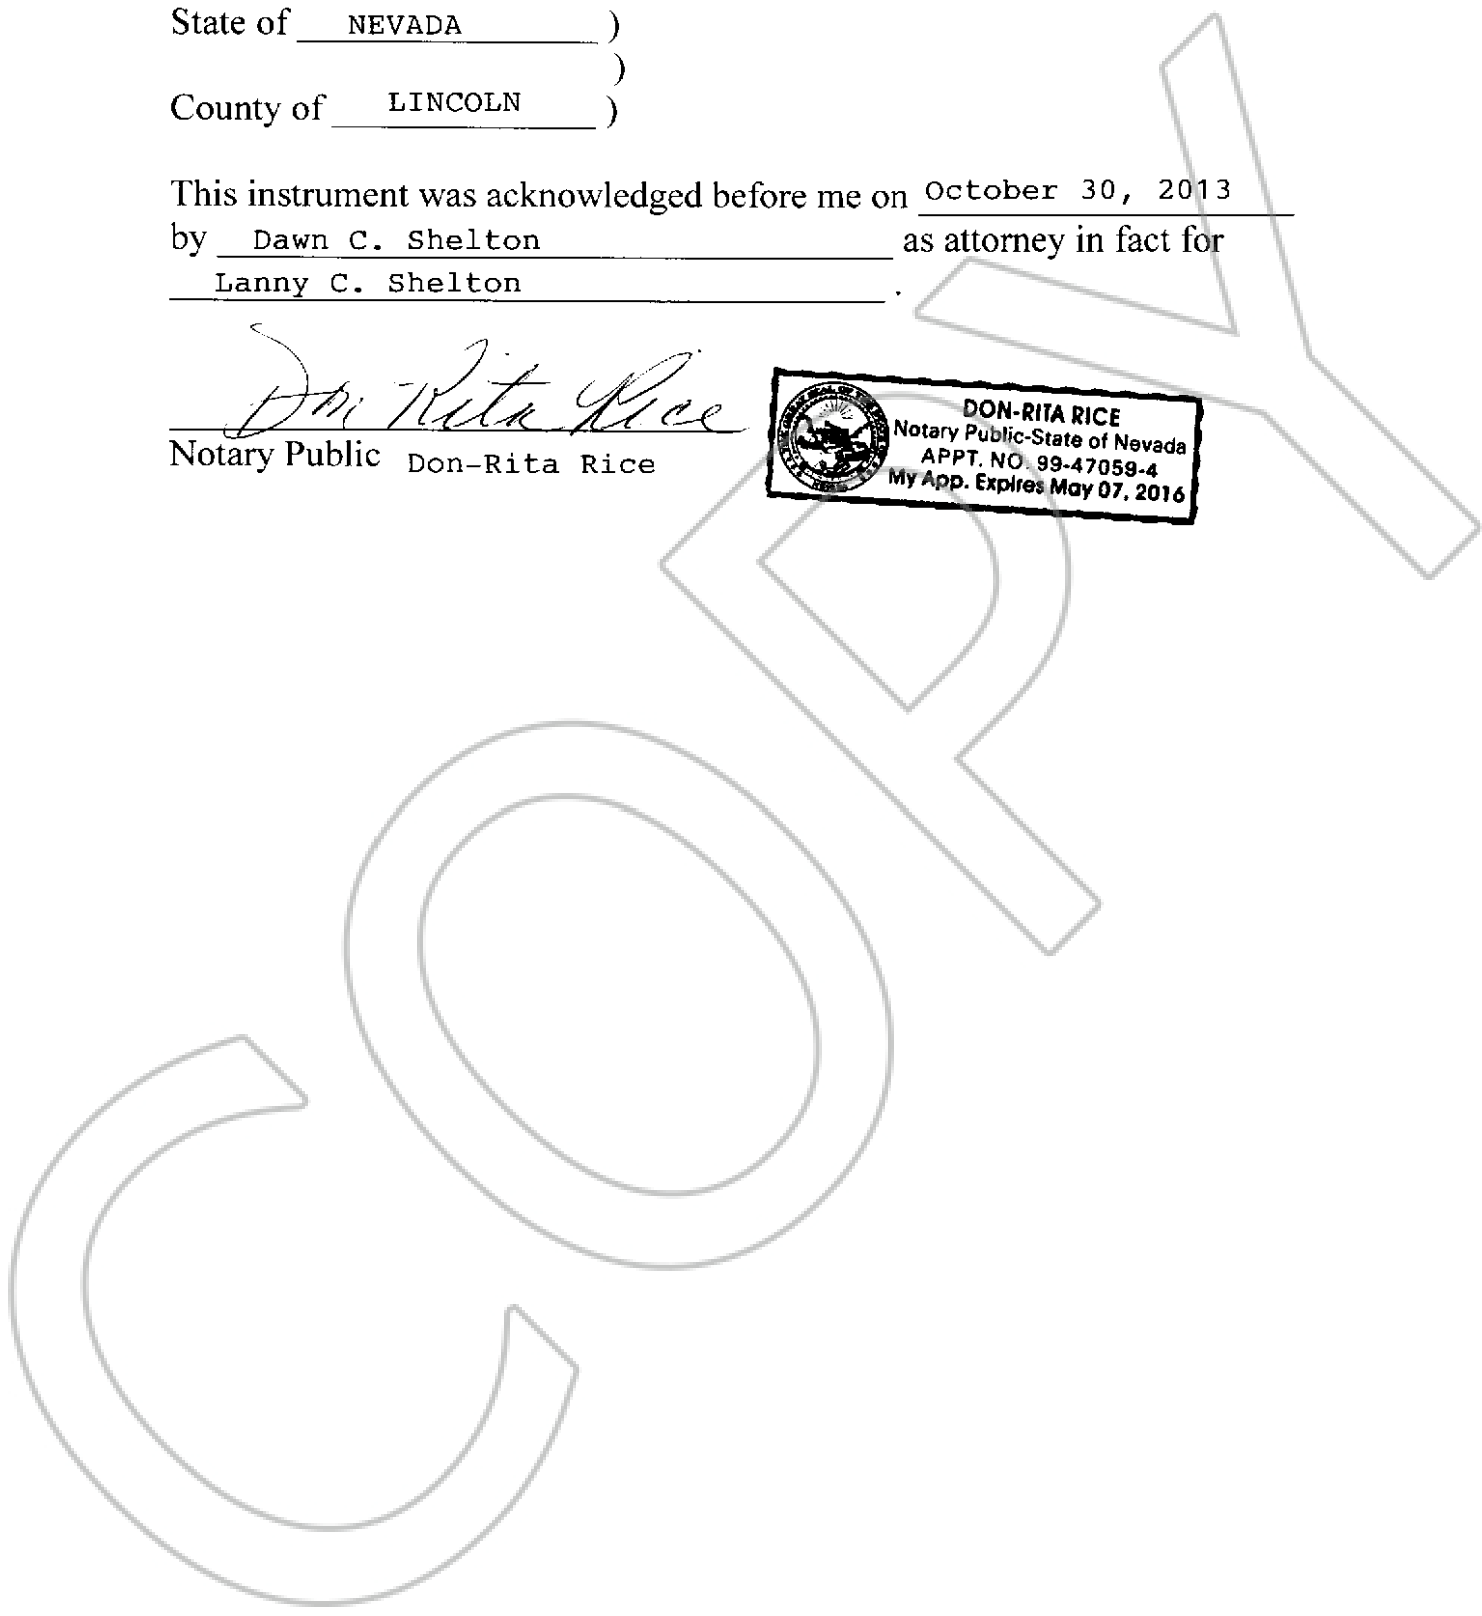 State of NEVADA )
)
County of LINCOLN )
This instrument was acknowledged before me on October 30, 2013
by Dawn C. Shelton as attorney in fact for
Lanny C. Shelton .
Don Rita Rice
Notary Public Don-Rita Rice
DON-RITA RICE
Notary Public-State of Nevada
APPT. NO. 99-47059-4
My App. Expires May 07, 2016
COPY